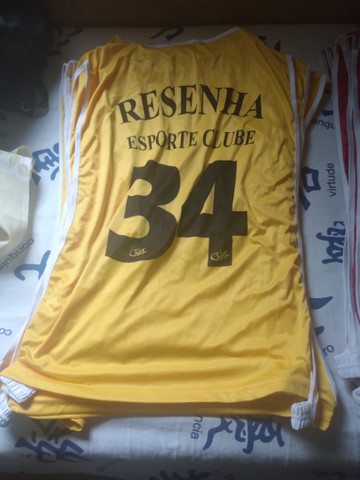 RESENHA
ESPORTE CLUBE
34
virtude